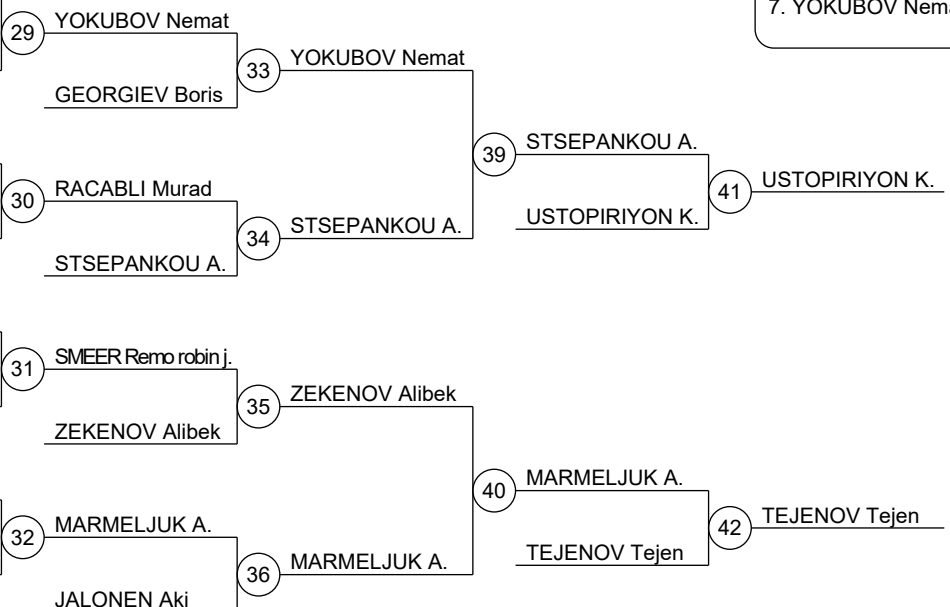 7. YOKUBOV Nema
29 YOKUBOV Nemat
33 YOKUBOV Nemat
GEORGIEV Boris
39 STSEPANKOU A.
41 USTOPIRIYON K.
USTOPIRIYON K.
30 RACABLI Murad
34 STSEPANKOU A.
STSEPANKOU A.
31 SMEER Remo robin j.
35 ZEKENOV Alibek
ZEKENOV Alibek
40 MARMELJUK A.
42 TEJENOV Tejen
TEJENOV Tejen
32 MARMELJUK A.
36 MARMELJUK A.
JALONEN Aki